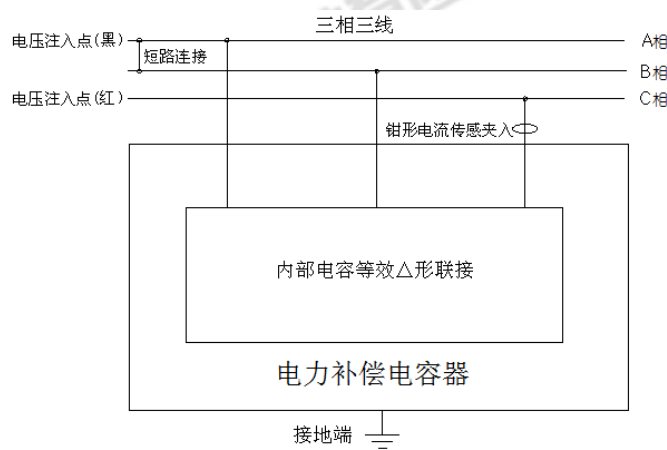 三相三线
电压注入点(黑)
A相
短路连接
B相
电压注入点(红)
C相
钳形电流传感夹入
内部电容等效△形联接
电力补偿电容器
接地端